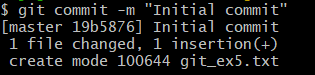 $ git commit -m "Initial commit"
[master 19b5876] Initial commit
 1 file changed, 1 insertion(+)
 create mode 100644 git_ex5.txt